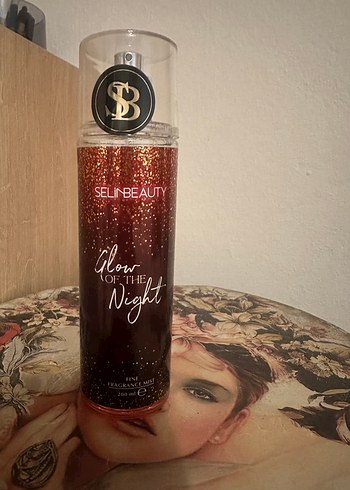 SB
SELINBEAUTY
Glow
OF THE
Night
FINE
FRAGRANCE MIST
200 ml e